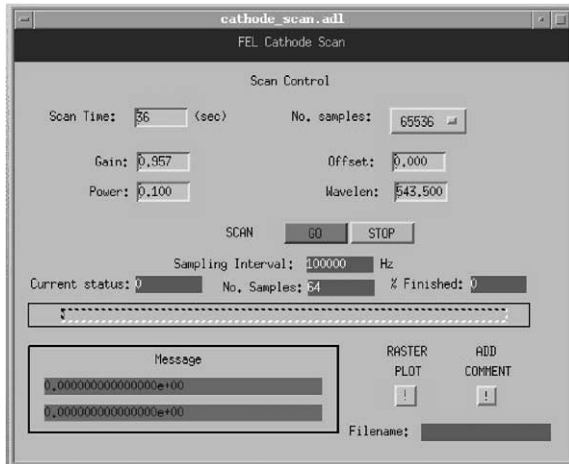 cathode_scan.adl
FEL Cathode Scan
Scan Control
Scan Time: 36 (sec) No. samples: 65536
Gain: 0.957 Offset: 0.000
Power: 0.100 Wavelen: 543.500
SCAN GO STOP
Sampling Interval: 100000 Hz
Current status: 0 No. Samples: 64 % Finished: 0
Message
0.000000000000000e+00
0.000000000000000e+00
RASTER PLOT
!
ADD COMMENT
!
Filename: